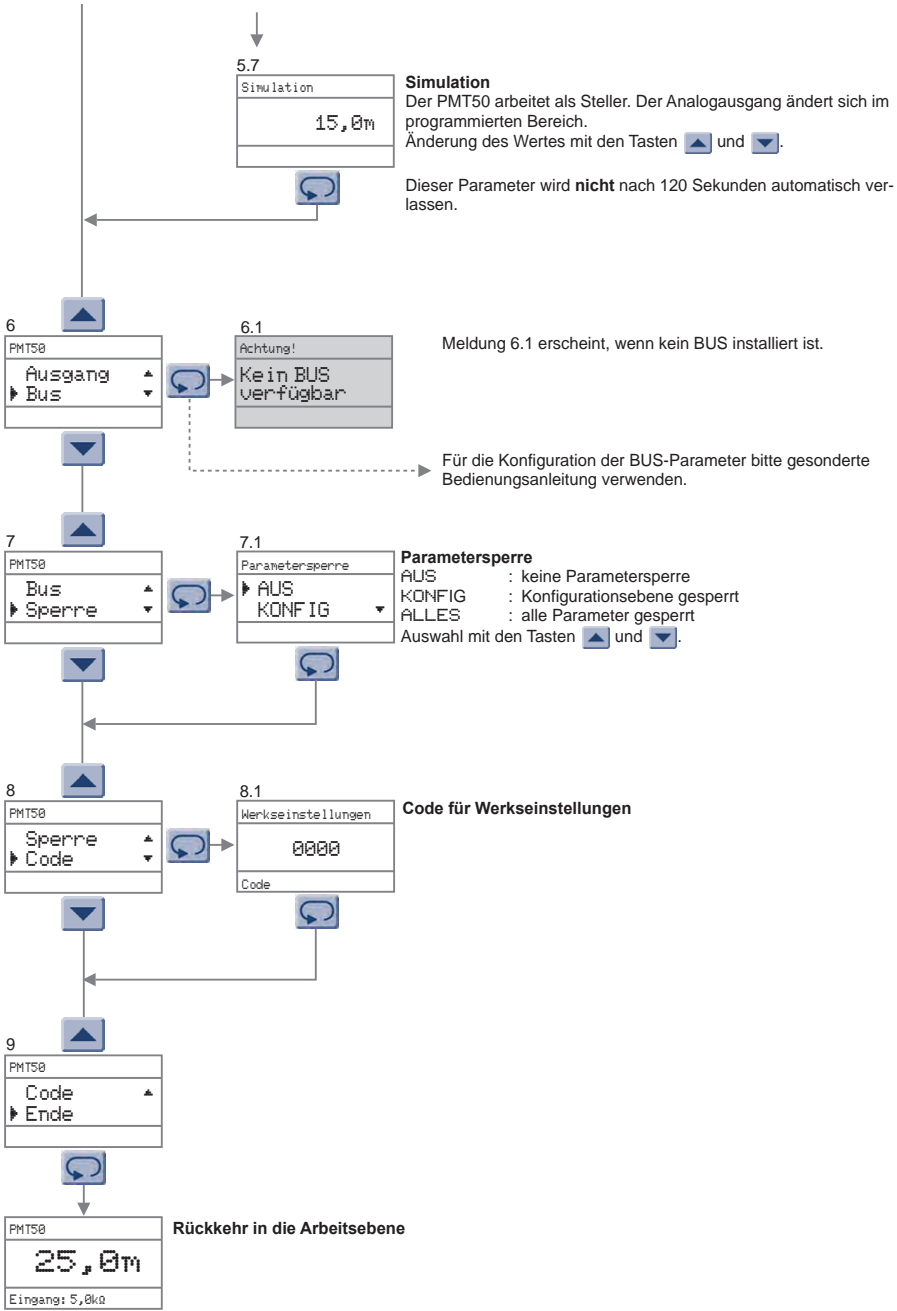 5.7
Simulation
15,0m
Simulation
Der PMT50 arbeitet als Steller. Der Analogausgang ändert sich im
programmierten Bereich.
Änderung des Wertes mit den Tasten und .
Dieser Parameter wird nicht nach 120 Sekunden automatisch ver-
lassen.
6
PMT50
Ausgang
Bus
6.1
Achtung!
Kein BUS
verfügbar
Meldung 6.1 erscheint, wenn kein BUS installiert ist.
Für die Konfiguration der BUS-Parameter bitte gesonderte
Bedienungsanleitung verwenden.
7
PMT50
Bus
Sperre
7.1
Parametersperre
AUS
KONFIG
Parametersperre
AUS : keine Parametersperre
KONFIG : Konfigurationsebene gesperrt
ALLES : alle Parameter gesperrt
Auswahl mit den Tasten und .
8
PMT50
Sperre
Code
8.1
Werkseinstellungen
0000
Code
Code für Werkseinstellungen
9
PMT50
Code
Ende
PMT50
25,0m
Eingang: 5,0kΩ
Rückkehr in die Arbeitsebene